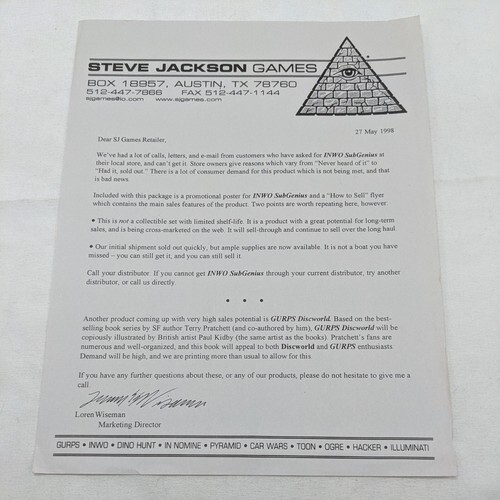 STEVE JACKSON GAMES
BOX 18957, AUSTIN, TX 78760
512-447-7866 FAX 512-447-1144
sjgames@io.com www.sjgames.com
27 May 1998
Dear SJ Games Retailer,
We've had a lot of calls, letters, and e-mail from customers who have asked for INWO SubGenius at
their local store, and can't get it. Store owners give reasons which vary from "Never heard of it" to
"Had it, sold out." There is a lot of consumer demand for this product which is not being met, and that
is bad news.
Included with this package is a promotional poster for INWO SubGenius and a "How to Sell" flyer
which contains the main sales features of the product. Two points are worth repeating here, however:
• This is not a collectible set with limited shelf-life. It is a product with a great potential for long-term
sales, and is being cross-marketed on the web. It will sell-through and continue to sell over the long haul.
• Our initial shipment sold out quickly, but ample supplies are now available. It is not a boat you have
missed – you can still get it, and you can still sell it.
Call your distributor. If you cannot get INWO SubGenius through your current distributor, try another
distributor, or call us directly.
• • •
Another product coming up with very high sales potential is GURPS Discworld. Based on the best-
selling book series by SF author Terry Pratchett (and co-authored by him), GURPS Discworld will be
copiously illustrated by British artist Paul Kidby (the same artist as the books). Pratchett's fans are
numerous and well-organized, and this book will appeal to both Discworld and GURPS enthusiasts.
Demand will be high, and we are printing more than usual to allow for this.
If you have any further questions about these, or any of our products, please do not hesitate to give me a
call.
Loren Wiseman
Loren Wiseman
Marketing Director
GURPS • INWO • DINO HUNT • IN NOMINE • PYRAMID • CAR WARS • TOON • OGRE • HACKER • ILLUMINATI